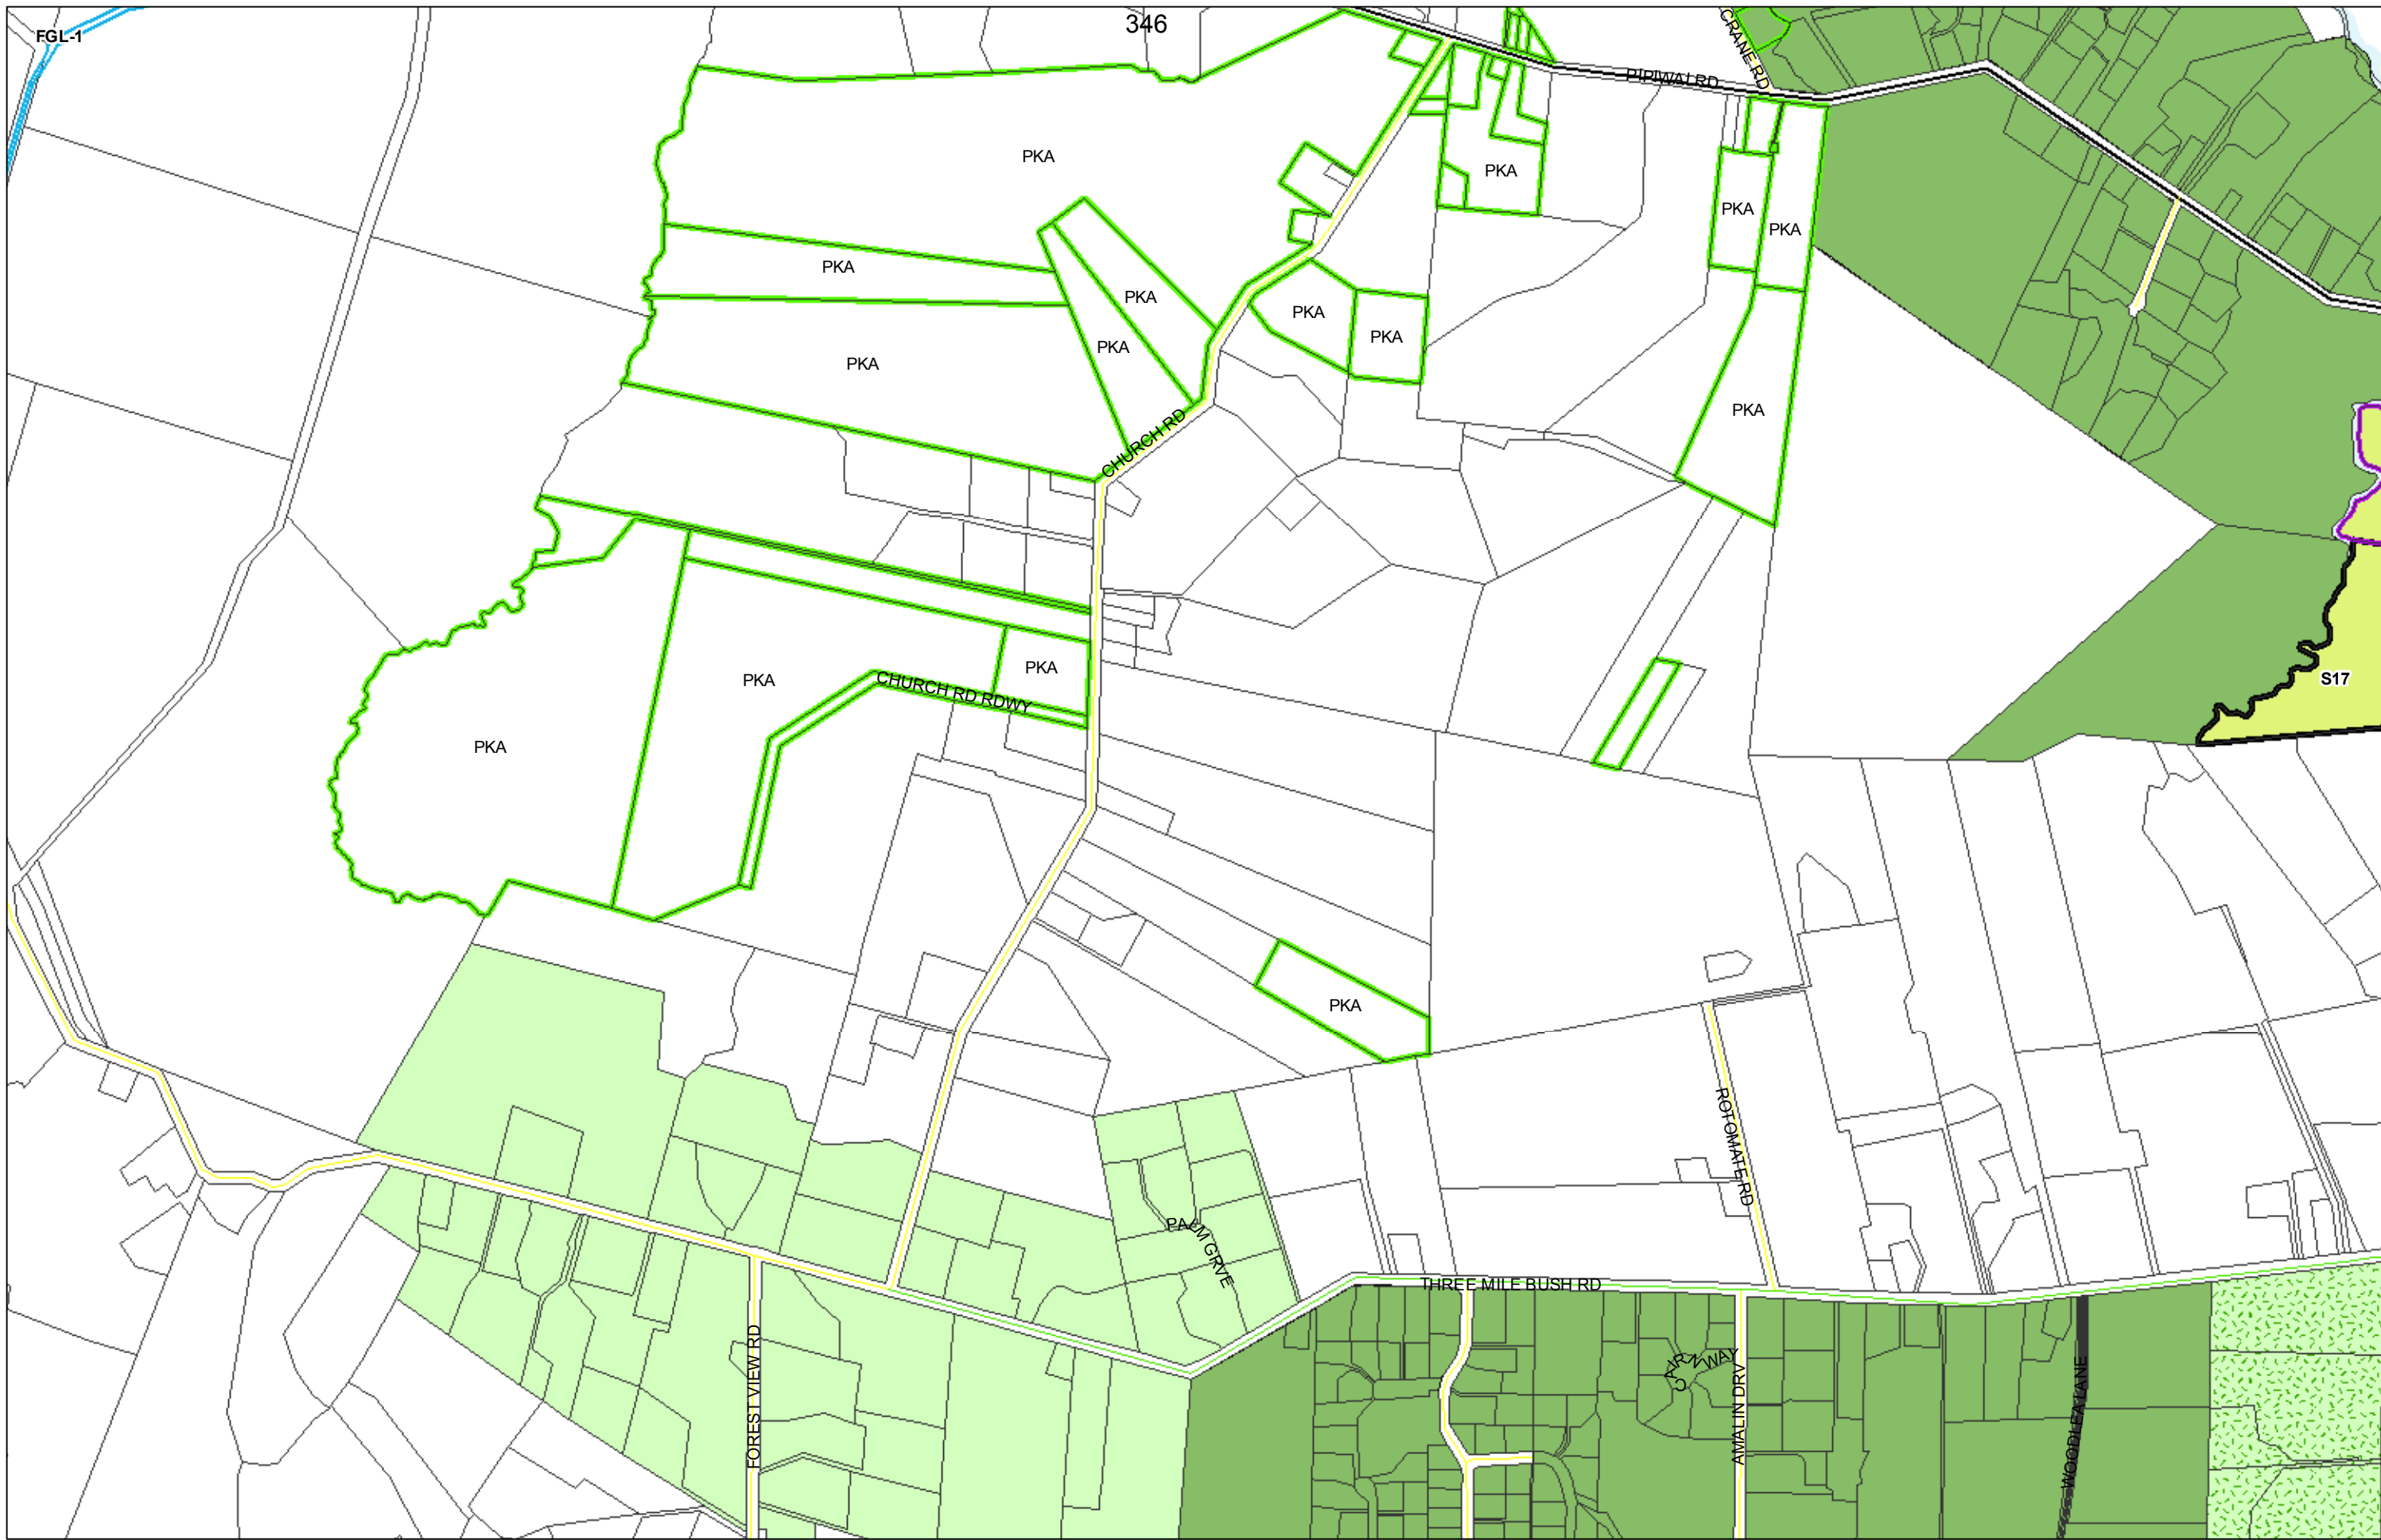 346
FGL-1
CRANE RD
PIPIWAI RD
PKA
PKA
PKA
PKA
PKA
PKA
PKA
PKA
PKA
PKA
PKA
PKA
CHURCH RD
PKA
PKA
CHURCH RD RDWY
S17
PKA
PKA
ROTOMATE RD
PALM GRVE
THREE MILE BUSH RD
FOREST VIEW RD
CAIRN WAY
AMALIN DRV
WOODLEA LANE